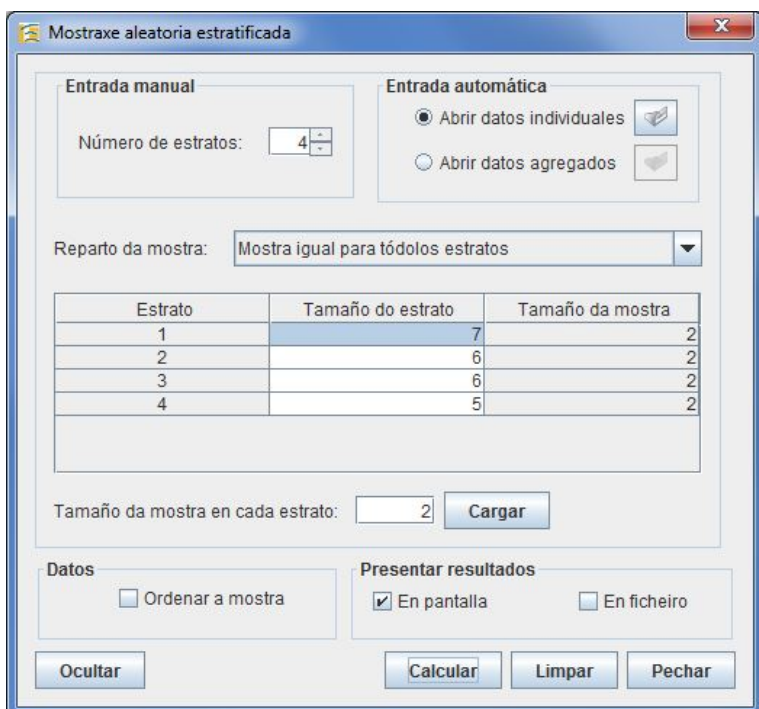 Mostraxe aleatoria estratificada
Entrada manual
Número de estratos: 4
Entrada automática
Abrir datos individuales
Abrir datos agregados
Reparto da mostra: Mostra igual para tódolos estratos
Estrato Tamaño do estrato Tamaño da mostra
1 7 2
2 6 2
3 6 2
4 5 2
Tamaño da mostra en cada estrato: 2 Cargar
Datos
Ordenar a mostra
Presentar resultados
En pantalla En ficheiro
Ocultar Calcular Limpar Pechar